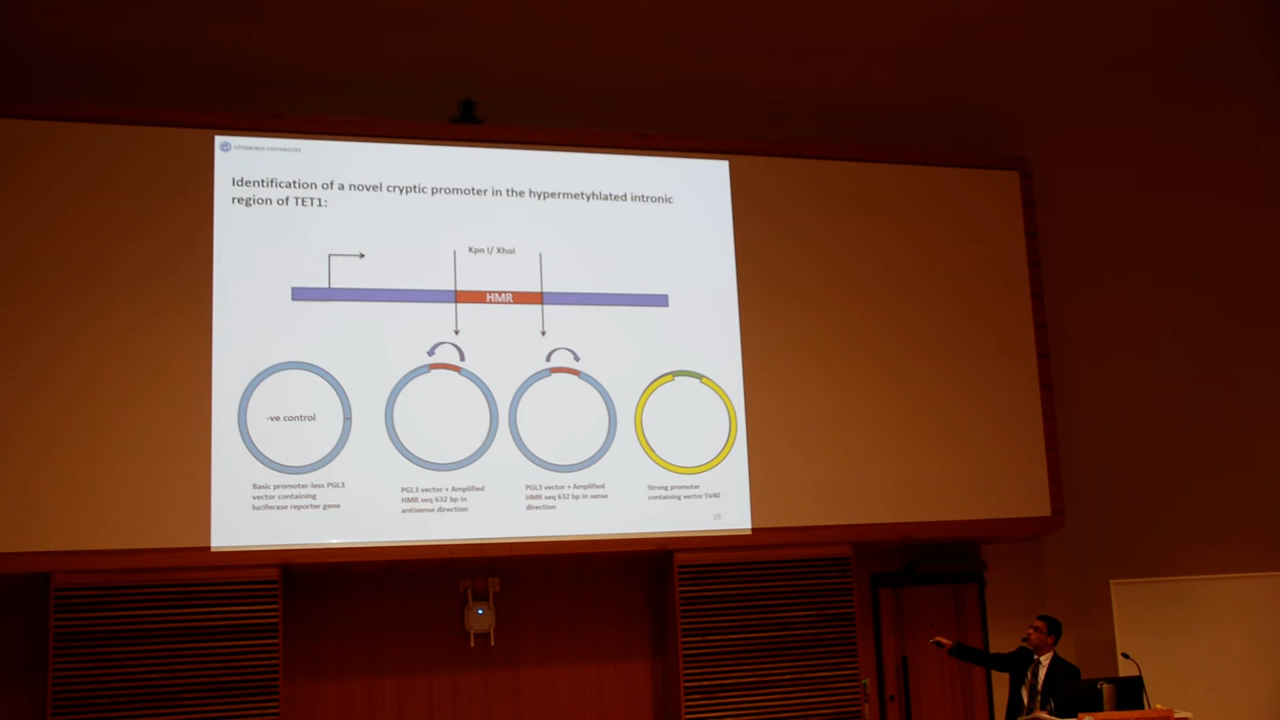 GÖTEBORGS UNIVERSITET
Identification of a novel cryptic promoter in the hypermetyhlated intronic
region of TET1:
Kpn I/ XhoI
HMR
-ve control
Basic promoter-less PGL3
vector containing
luciferase reporter gene
PGL3 vector + Amplified
HMR seq 632 bp in
antisense direction
PGL3 vector + Amplified
HMR seq 632 bp in sense
direction
Strong promoter
containing vector SV40
28